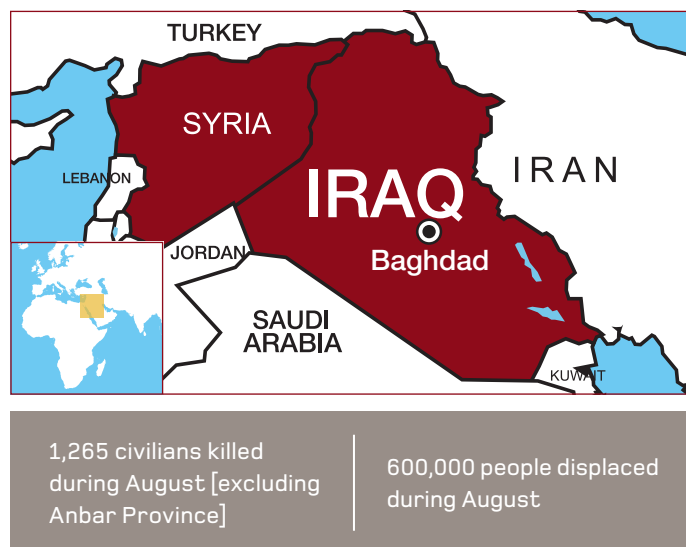 TURKEY
SYRIA
LEBANON
IRAN
IRAQ
JORDAN
Baghdad
SAUDI
ARABIA
KUWAIT
1,265 civilians killed
during August [excluding
Anbar Province]
600,000 people displaced
during August